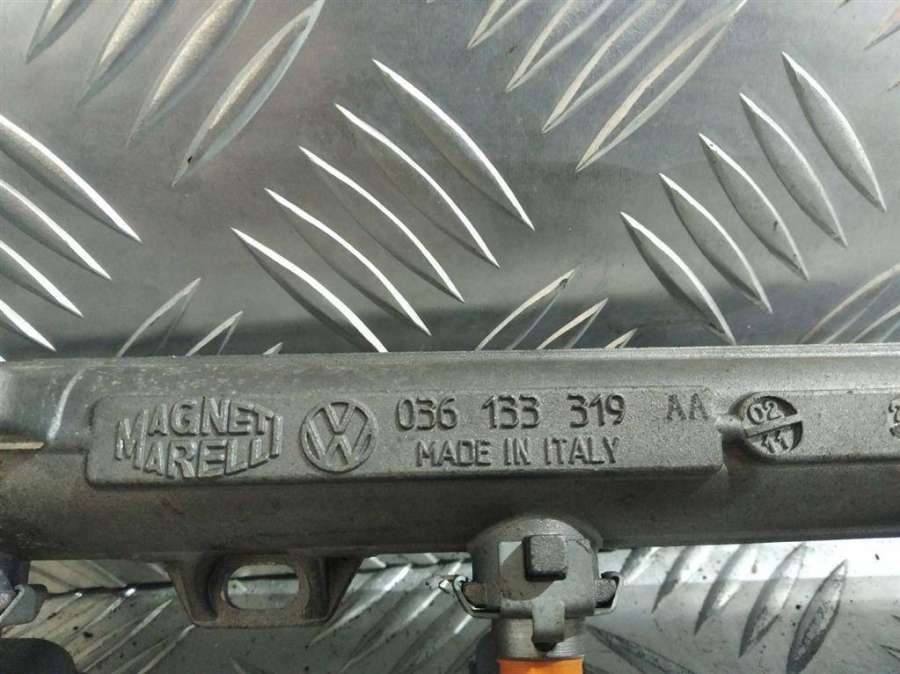 MAGNETI MARELLI
VW 036 133 319 AA
MADE IN ITALY
02
11